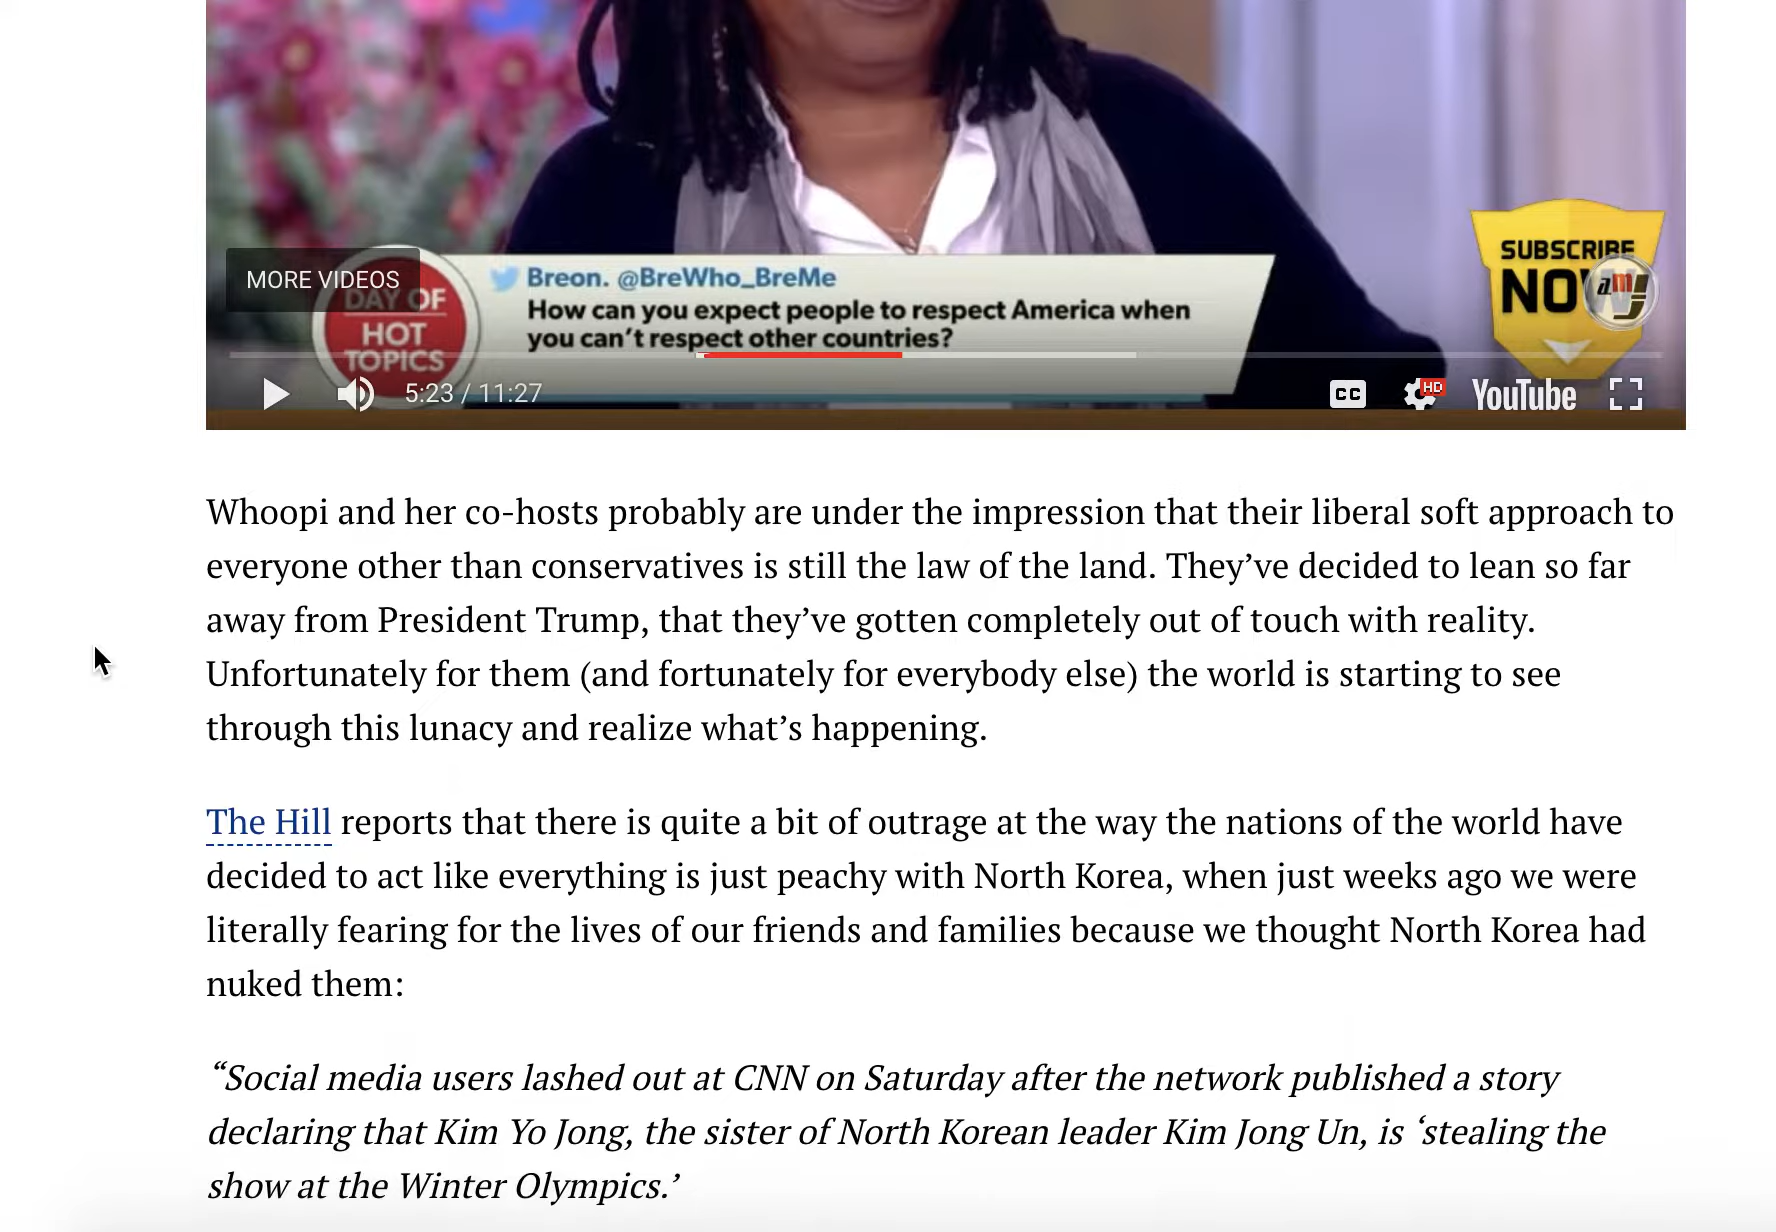 SUBSCRIBE
NOW
amj
MORE VIDEOS
DAY OF
HOT
TOPICS
Breon. @BreWho_BreMe
How can you expect people to respect America when
you can't respect other countries?
5:23 / 11:27
CC
HD
YouTube
Whoopi and her co-hosts probably are under the impression that their liberal soft approach to
everyone other than conservatives is still the law of the land. They’ve decided to lean so far
away from President Trump, that they’ve gotten completely out of touch with reality.
Unfortunately for them (and fortunately for everybody else) the world is starting to see
through this lunacy and realize what’s happening.
The Hill reports that there is quite a bit of outrage at the way the nations of the world have
decided to act like everything is just peachy with North Korea, when just weeks ago we were
literally fearing for the lives of our friends and families because we thought North Korea had
nuked them:
“Social media users lashed out at CNN on Saturday after the network published a story
declaring that Kim Yo Jong, the sister of North Korean leader Kim Jong Un, is ‘stealing the
show at the Winter Olympics.’